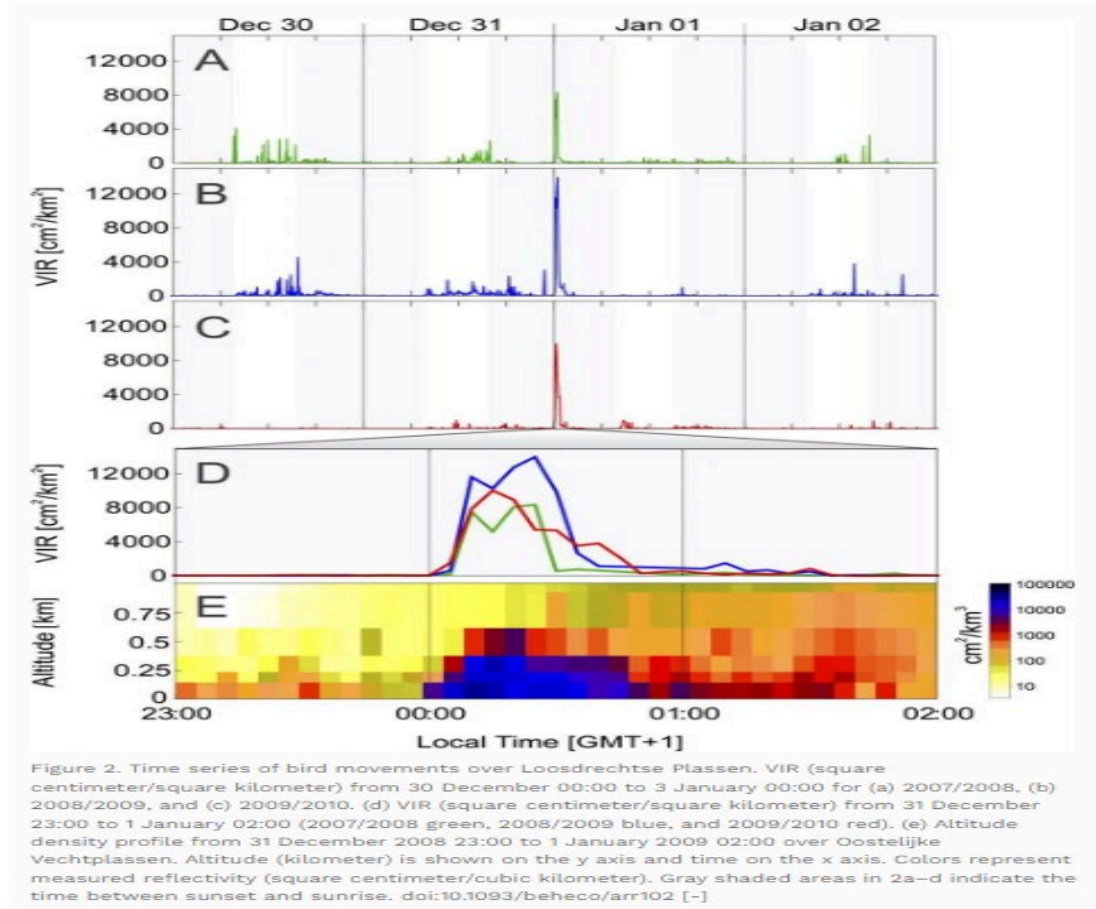 Dec 30 Dec 31 Jan 01 Jan 02
A
12000
8000
4000
0
B
12000
8000
4000
0
VIR [cm²/km²]
C
12000
8000
4000
0
D
12000
8000
4000
0
VIR [cm²/km²]
E
0.75
0.5
0.25
0
Altitude [km]
100000
10000
1000
100
10
cm²/km³
23:00 00:00 01:00 02:00
Local Time [GMT+1]
Figure 2. Time series of bird movements over Loosdrechtse Plassen. VIR (square
centimeter/square kilometer) from 30 December 00:00 to 3 January 00:00 for (a) 2007/2008, (b)
2008/2009, and (c) 2009/2010. (d) VIR (square centimeter/square kilometer) from 31 December
23:00 to 1 January 02:00 (2007/2008 green, 2008/2009 blue, and 2009/2010 red). (e) Altitude
density profile from 31 December 2008 23:00 to 1 January 2009 02:00 over Oostelijke
Vechtplassen. Altitude (kilometer) is shown on the y axis and time on the x axis. Colors represent
measured reflectivity (square centimeter/cubic kilometer). Gray shaded areas in 2a–d indicate the
time between sunset and sunrise. doi:10.1093/beheco/arr102 [-]